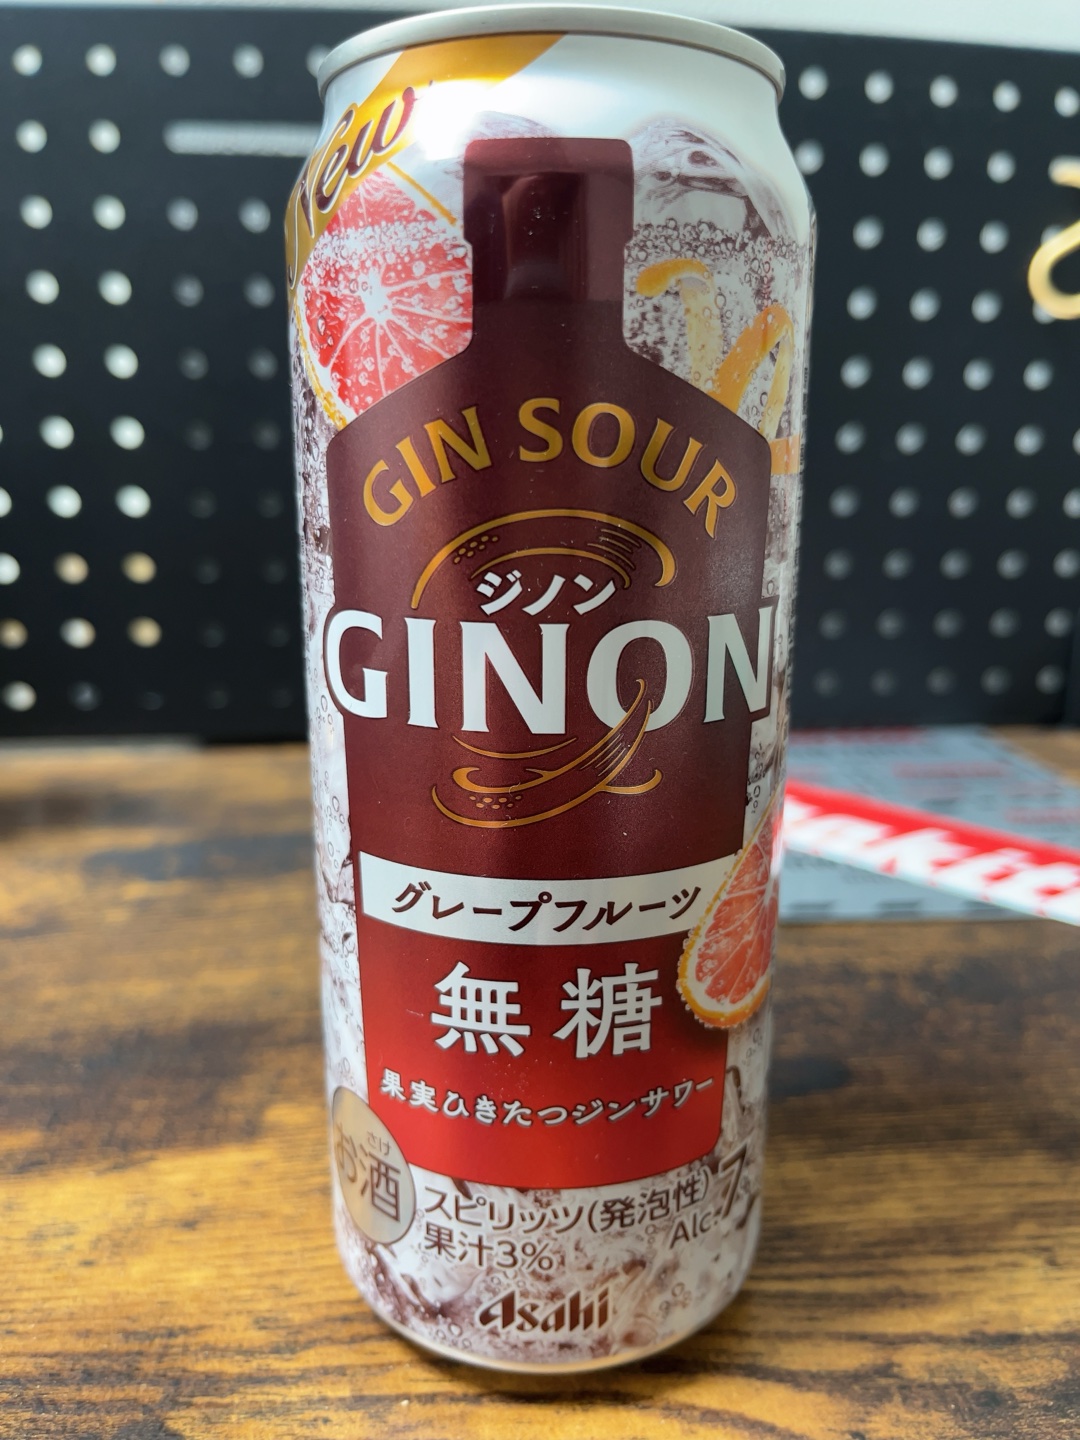 New
GIN SOUR
ジノン
GINON
グレープフルーツ
無糖
果実ひきたつジンサワー
さけ
お酒
スピリッツ(発泡性)
果汁3%
Alc.7
Asahi